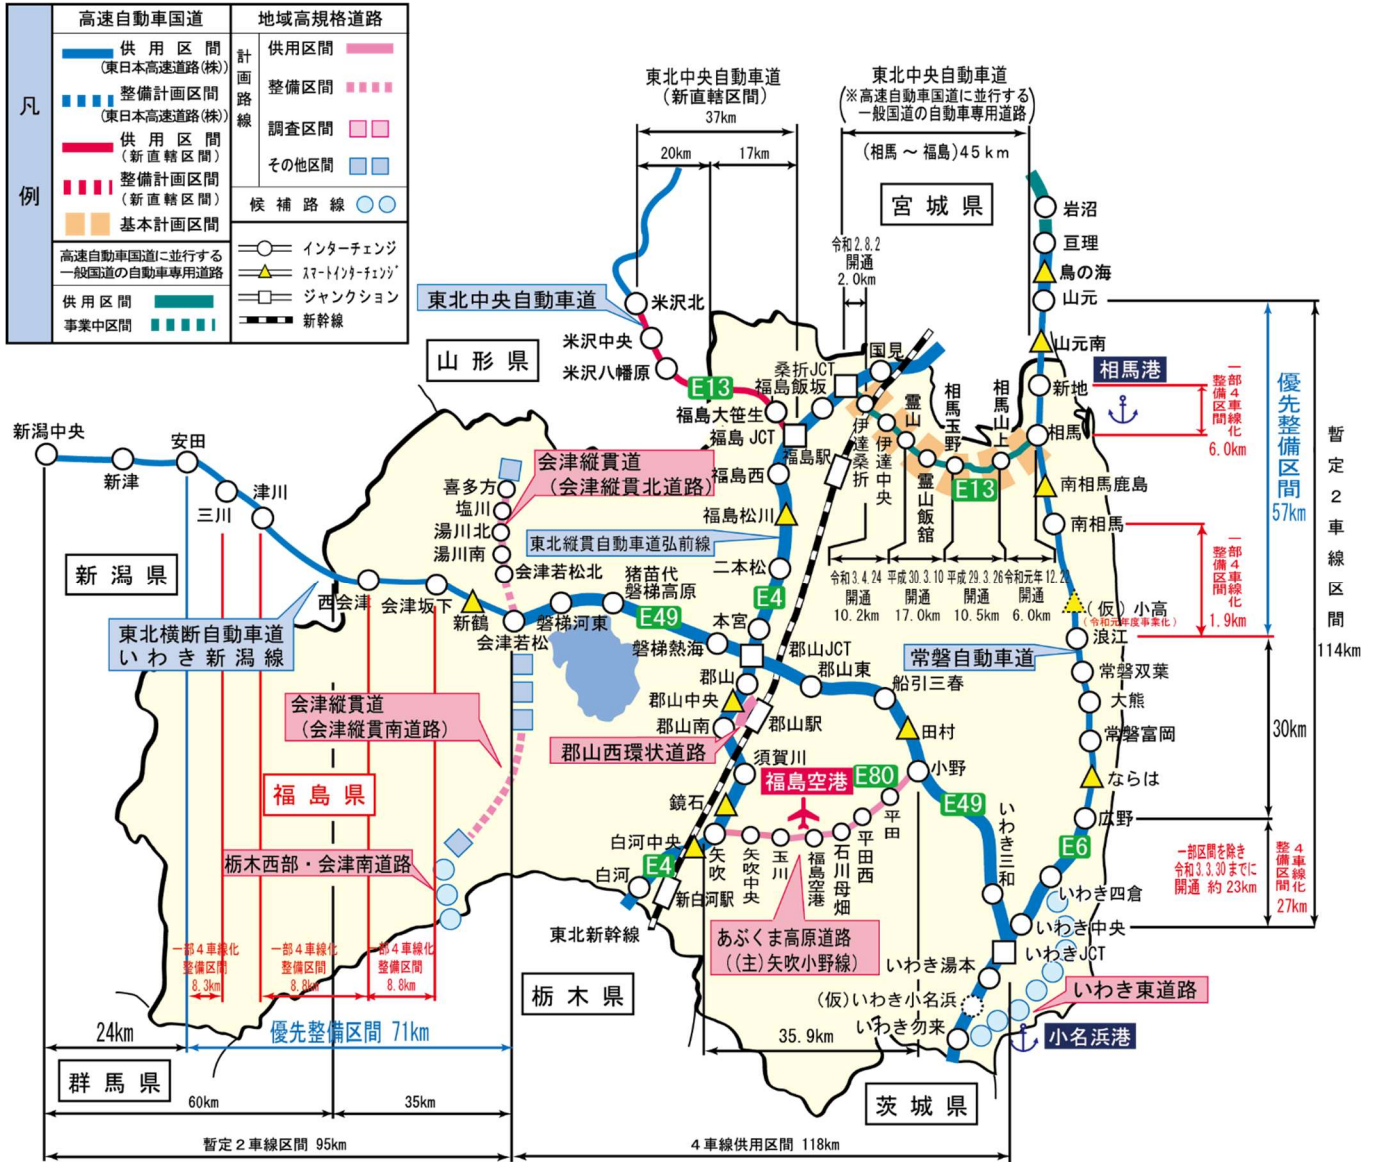 凡
例
高速自動車国道
供用区間
(東日本高速道路(株))
整備計画区間
(東日本高速道路(株))
供用区間
(新直轄区間)
整備計画区間
(新直轄区間)
基本計画区間
高速自動車国道に並行する
一般国道の自動車専用道路
供用区間
事業中区間
地域高規格道路
計画路線
供用区間
整備区間
調査区間
その他区間
候補路線
インターチェンジ
スマートインターチェンジ
ジャンクション
新幹線
東北中央自動車道
(新直轄区間)
37km
20km
17km
東北中央自動車道
(※高速自動車国道に並行する
一般国道の自動車専用道路)
(相馬 ～ 福島)45km
宮城県
令和2.8.2
開通
2.0km
岩沼
亘理
鳥の海
山元
山元南
新地
相馬
南相馬鹿島
南相馬
(仮)小高
(令和元年度事業化)
浪江
常磐双葉
大熊
常磐富岡
ならは
広野
いわき四倉
いわき中央
いわきJCT
いわき湯本
(仮)いわき小名浜
いわき勿来
相馬港
一部4車線化
整備区間
6.0km
優先整備区間
57km
暫定2車線区間
114km
一部4車線化
整備区間
1.9km
30km
一部区間を除き
令和3.3.30までに
開通 約23km
4車線化
整備区間
27km
東北中央自動車道
米沢北
米沢中央
米沢八幡原
E13
福島大笹生
福島JCT
福島飯坂
桑折JCT
国見
山形県
福島駅
福島西
福島松川
二本松
本宮
郡山JCT
郡山
郡山中央
郡山南
郡山駅
須賀川
鏡石
矢吹
白河中央
白河
新白河駅
東北新幹線
E4
E4
伊達桑折
伊達中央
霊山
霊山飯館
相馬玉野
相馬山上
E13
令和3.4.24
開通
10.2km
平成30.3.10
開通
17.0km
平成29.3.26
開通
10.5km
令和元年12.22
開通
6.0km
東北縦貫自動車道弘前線
常磐自動車道
新潟中央
新津
安田
三川
津川
西会津
会津坂下
新鶴
会津若松
磐梯河東
猪苗代
磐梯高原
E49
磐梯熱海
郡山東
船引三春
田村
小野
E49
いわき三和
E6
新潟県
東北横断自動車道
いわき新潟線
喜多方
塩川
湯川北
湯川南
会津若松北
会津縦貫道
(会津縦貫北道路)
会津縦貫道
(会津縦貫南道路)
福島県
栃木西部・会津南道路
郡山西環状道路
福島空港
E80
矢吹中央
玉川
福島空港
石川母畑
平田西
平田
あぶくま高原道路
((主)矢吹小野線)
いわき東道路
小名浜港
栃木県
茨城県
群馬県
一部4車線化
整備区間
8.3km
一部4車線化
整備区間
8.8km
一部4車線化
整備区間
8.8km
24km
優先整備区間 71km
35.9km
60km
35km
暫定2車線区間 95km
4車線供用区間 118km